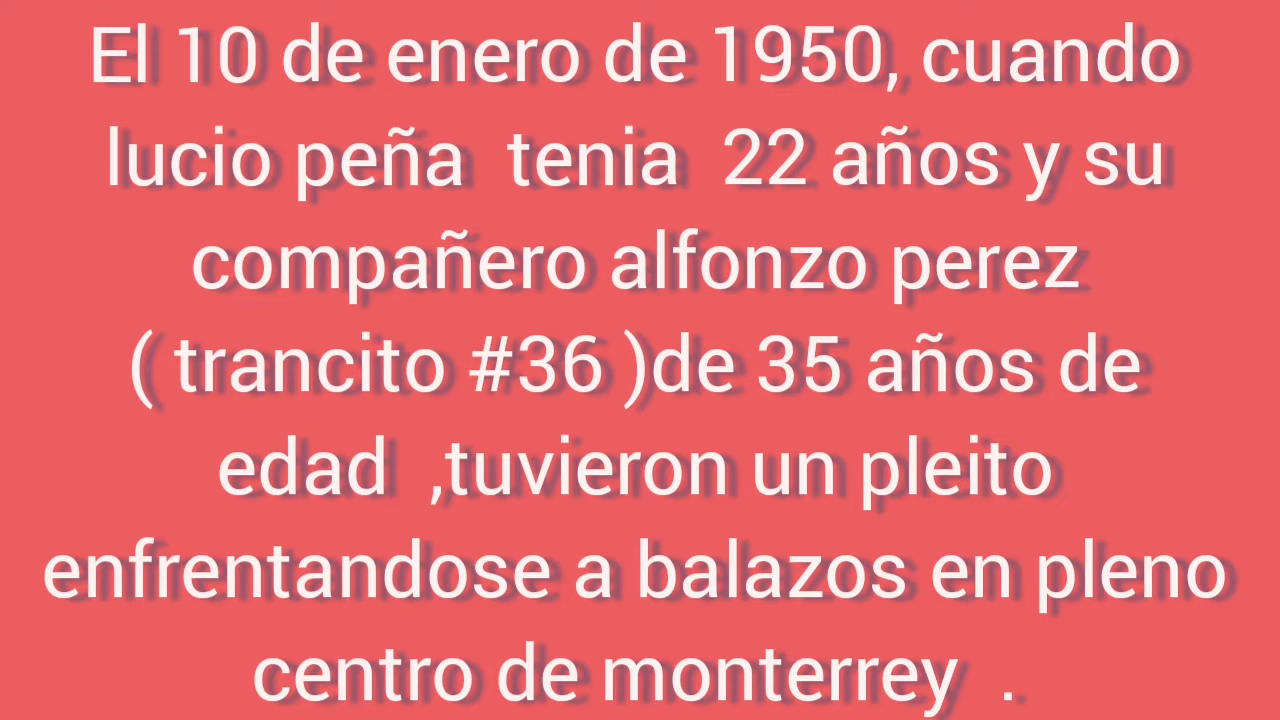 El 10 de enero de 1950, cuando
lucio peña tenia 22 años y su
compañero alfonzo perez
( trancito #36 )de 35 años de
edad ,tuvieron un pleito
enfrentandose a balazos en pleno
centro de monterrey .